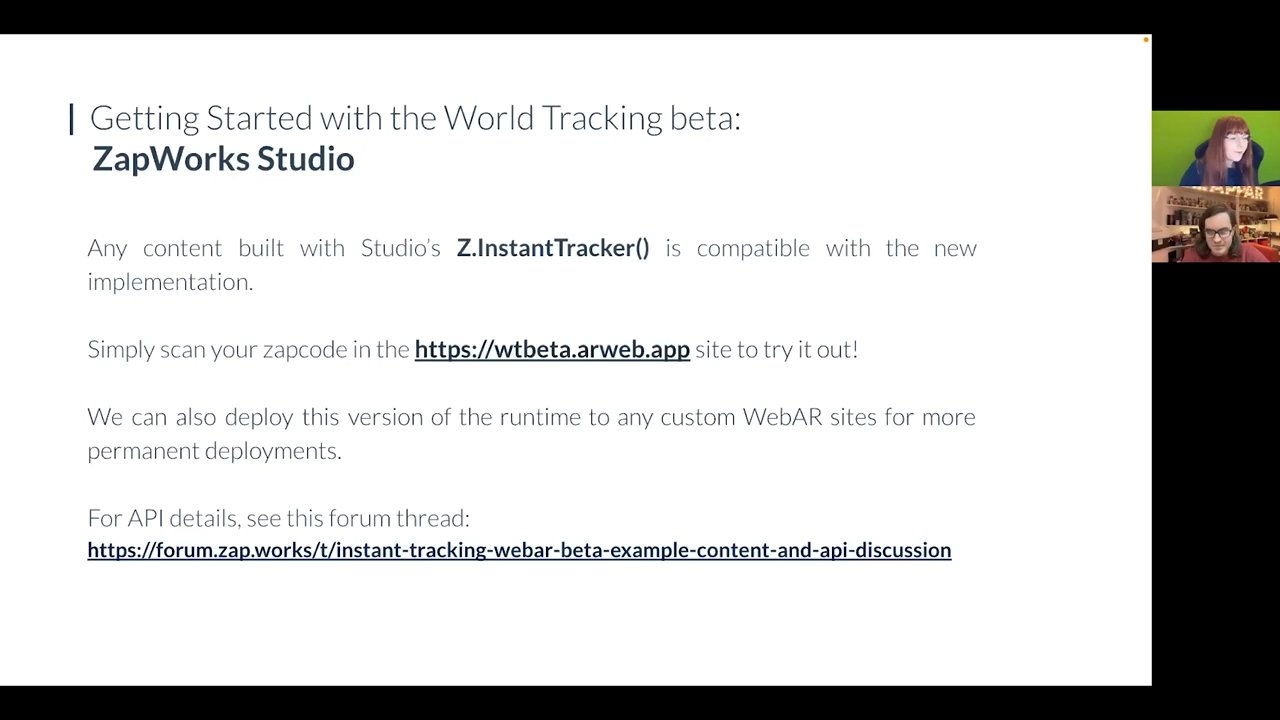 Getting Started with the World Tracking beta:
ZapWorks Studio
Any content built with Studio's Z.InstantTracker() is compatible with the new
implementation.
Simply scan your zapcode in the https://wtbeta.arweb.app site to try it out!
We can also deploy this version of the runtime to any custom WebAR sites for more
permanent deployments.
For API details, see this forum thread:
https://forum.zap.works/t/instant-tracking-webar-beta-example-content-and-api-discussion